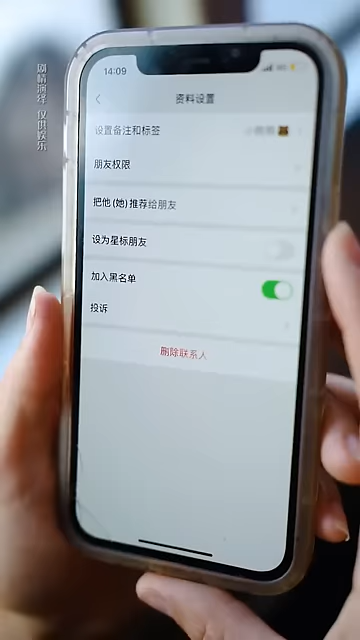 剧情演绎 仅供娱乐
14:09
资料设置
设置备注和标签
朋友权限
把他(她)推荐给朋友
设为星标朋友
加入黑名单
投诉
删除联系人